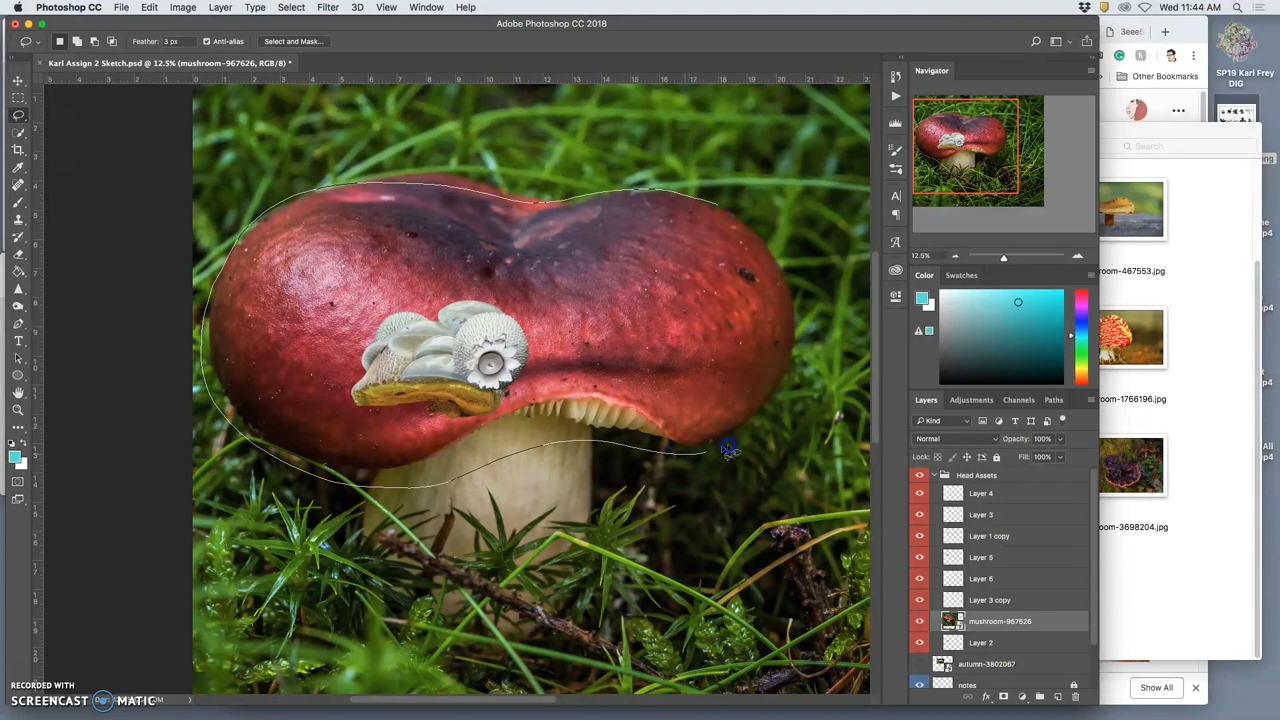 Photoshop CC File Edit Image Layer Type Select Filter 3D View Window Help
Wed 11:44 AM
Adobe Photoshop CC 2018
Feather: 3 px Anti-alias Select and Mask...
Karl Assign 2 Sketch.psd @ 12.5% (mushroom-967626, RGB/8) *
Navigator
12.5%
Color Swatches
Layers Adjustments Channels Paths
Kind
Normal Opacity: 100%
Lock: Fill: 100%
Head Assets
Layer 4
Layer 3
Layer 1 copy
Layer 5
Layer 6
Layer 3 copy
mushroom-967626
Layer 2
autumn-3802067
notes
3ee
Other Bookmarks
Search
room-467553.jpg
room-1766196.jpg
oom-3698204.jpg
Show All
SP19 Karl Frey
DIG
RECORDED WITH
SCREENCAST MATIC